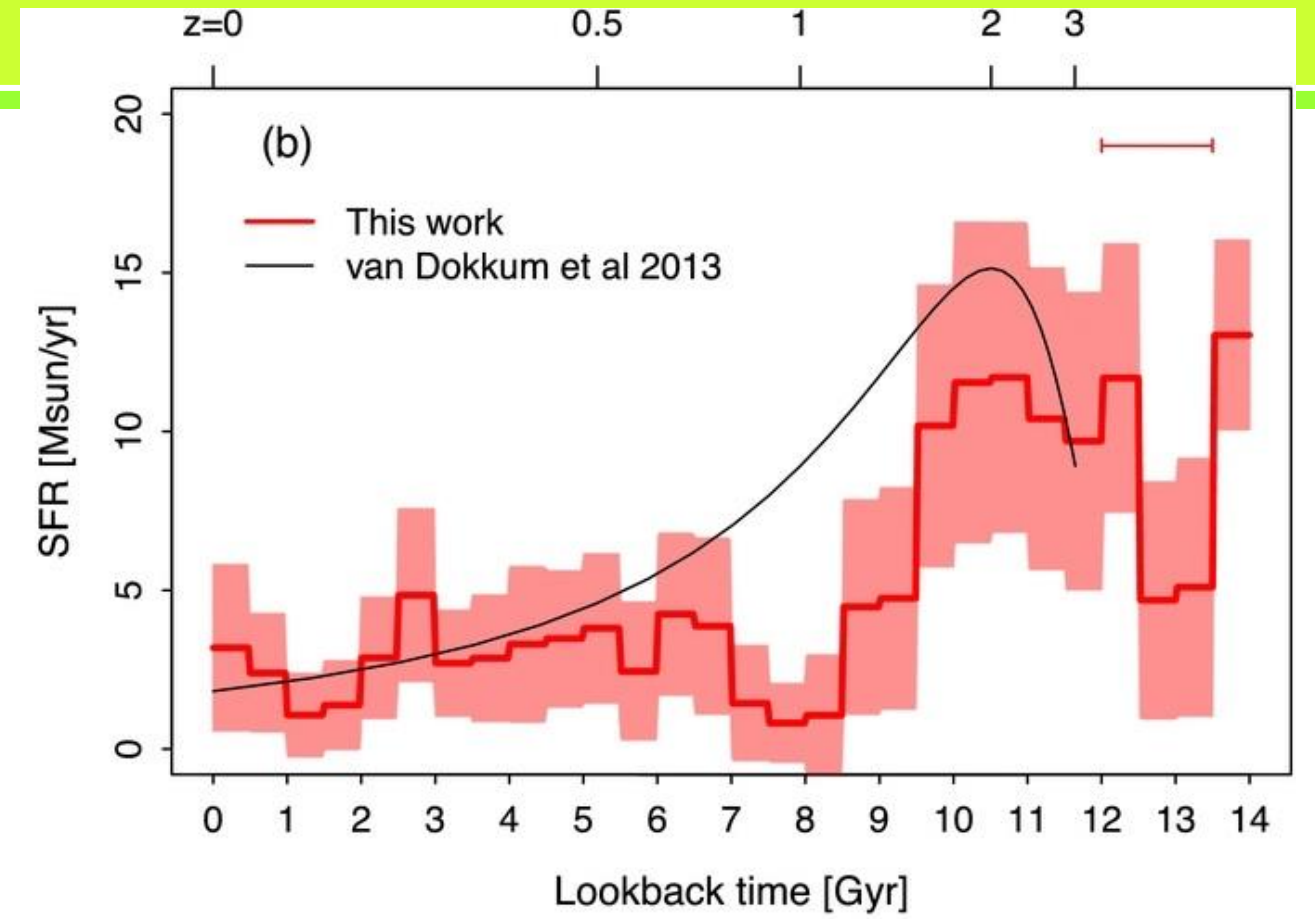 z=0 0.5 1 2 3
(b)
This work
van Dokkum et al 2013
SFR [Msun/yr]
20
15
10
5
0
0 1 2 3 4 5 6 7 8 9 10 11 12 13 14
Lookback time [Gyr]